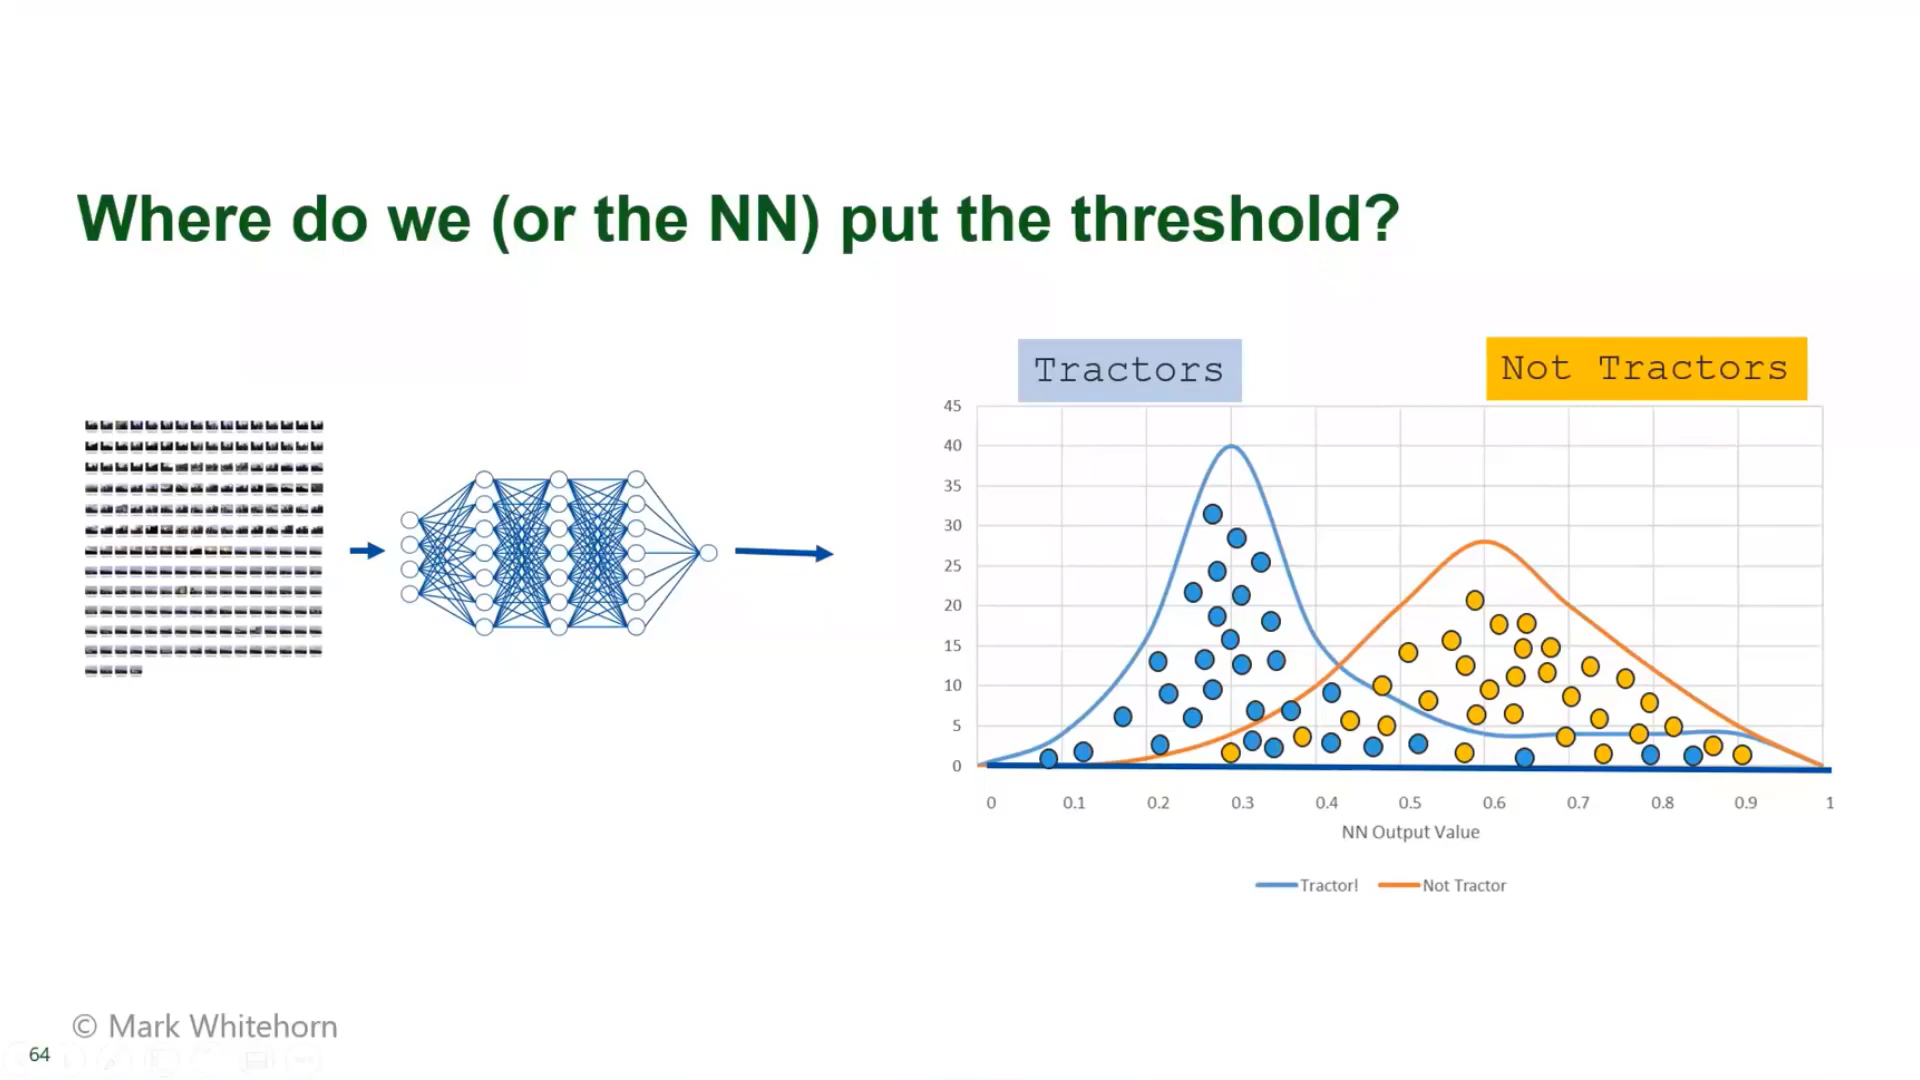 Where do we (or the NN) put the threshold?
Tractors
Not Tractors
45
40
35
30
25
20
15
10
5
0
0 0.1 0.2 0.3 0.4 0.5 0.6 0.7 0.8 0.9 1
NN Output Value
Tractor! Not Tractor
© Mark Whitehorn
64